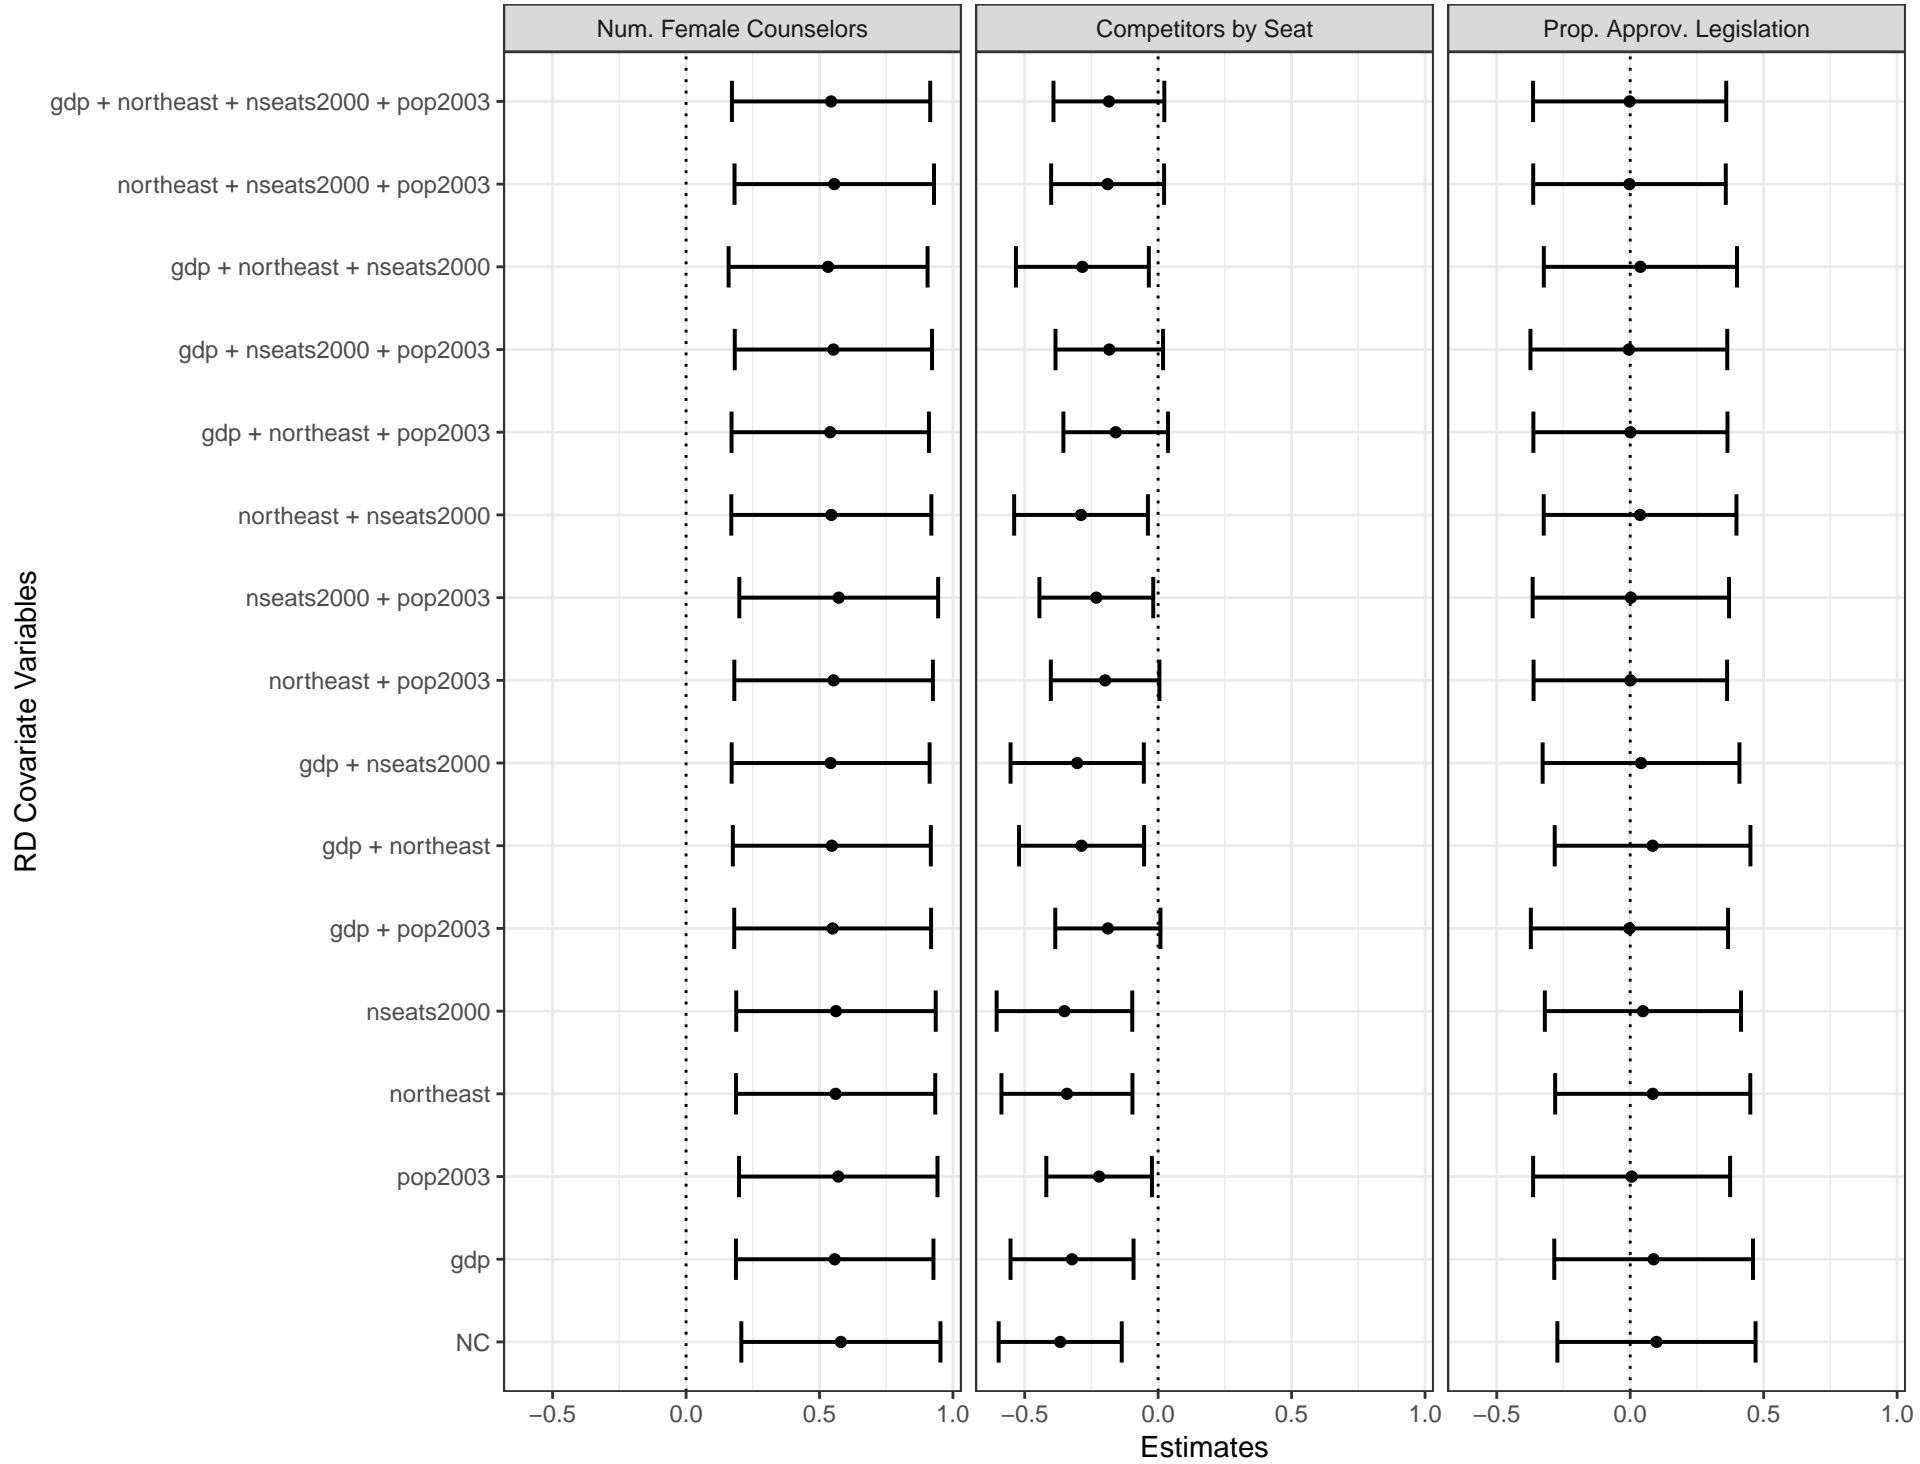 Num. Female Counselors
Competitors by Seat
Prop. Approv. Legislation
gdp + northeast + nseats2000 + pop2003
northeast + nseats2000 + pop2003
gdp + northeast + nseats2000
gdp + nseats2000 + pop2003
gdp + northeast + pop2003
northeast + nseats2000
nseats2000 + pop2003
northeast + pop2003
gdp + nseats2000
gdp + northeast
gdp + pop2003
nseats2000
northeast
pop2003
gdp
NC
RD Covariate Variables
−0.5 0.0 0.5 1.0
−0.5 0.0 0.5 1.0
−0.5 0.0 0.5 1.0
Estimates